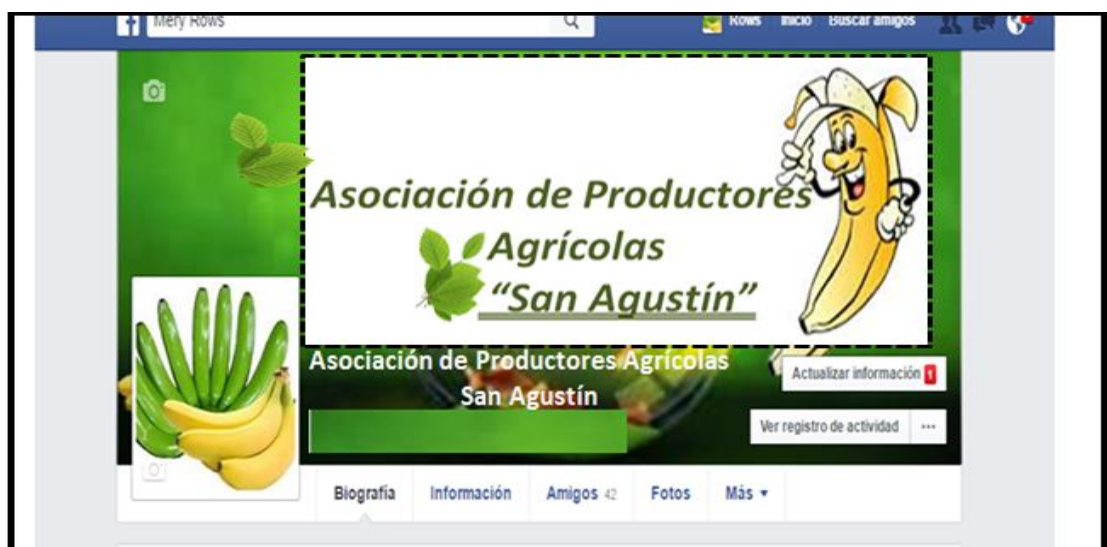 Mery Rows
Rows Inicio Buscar amigos
Asociación de Productores
Agrícolas
“San Agustín”
Asociación de Productores Agrícolas
San Agustín
Actualizar información 1
Ver registro de actividad ...
Biografía Información Amigos 42 Fotos Más